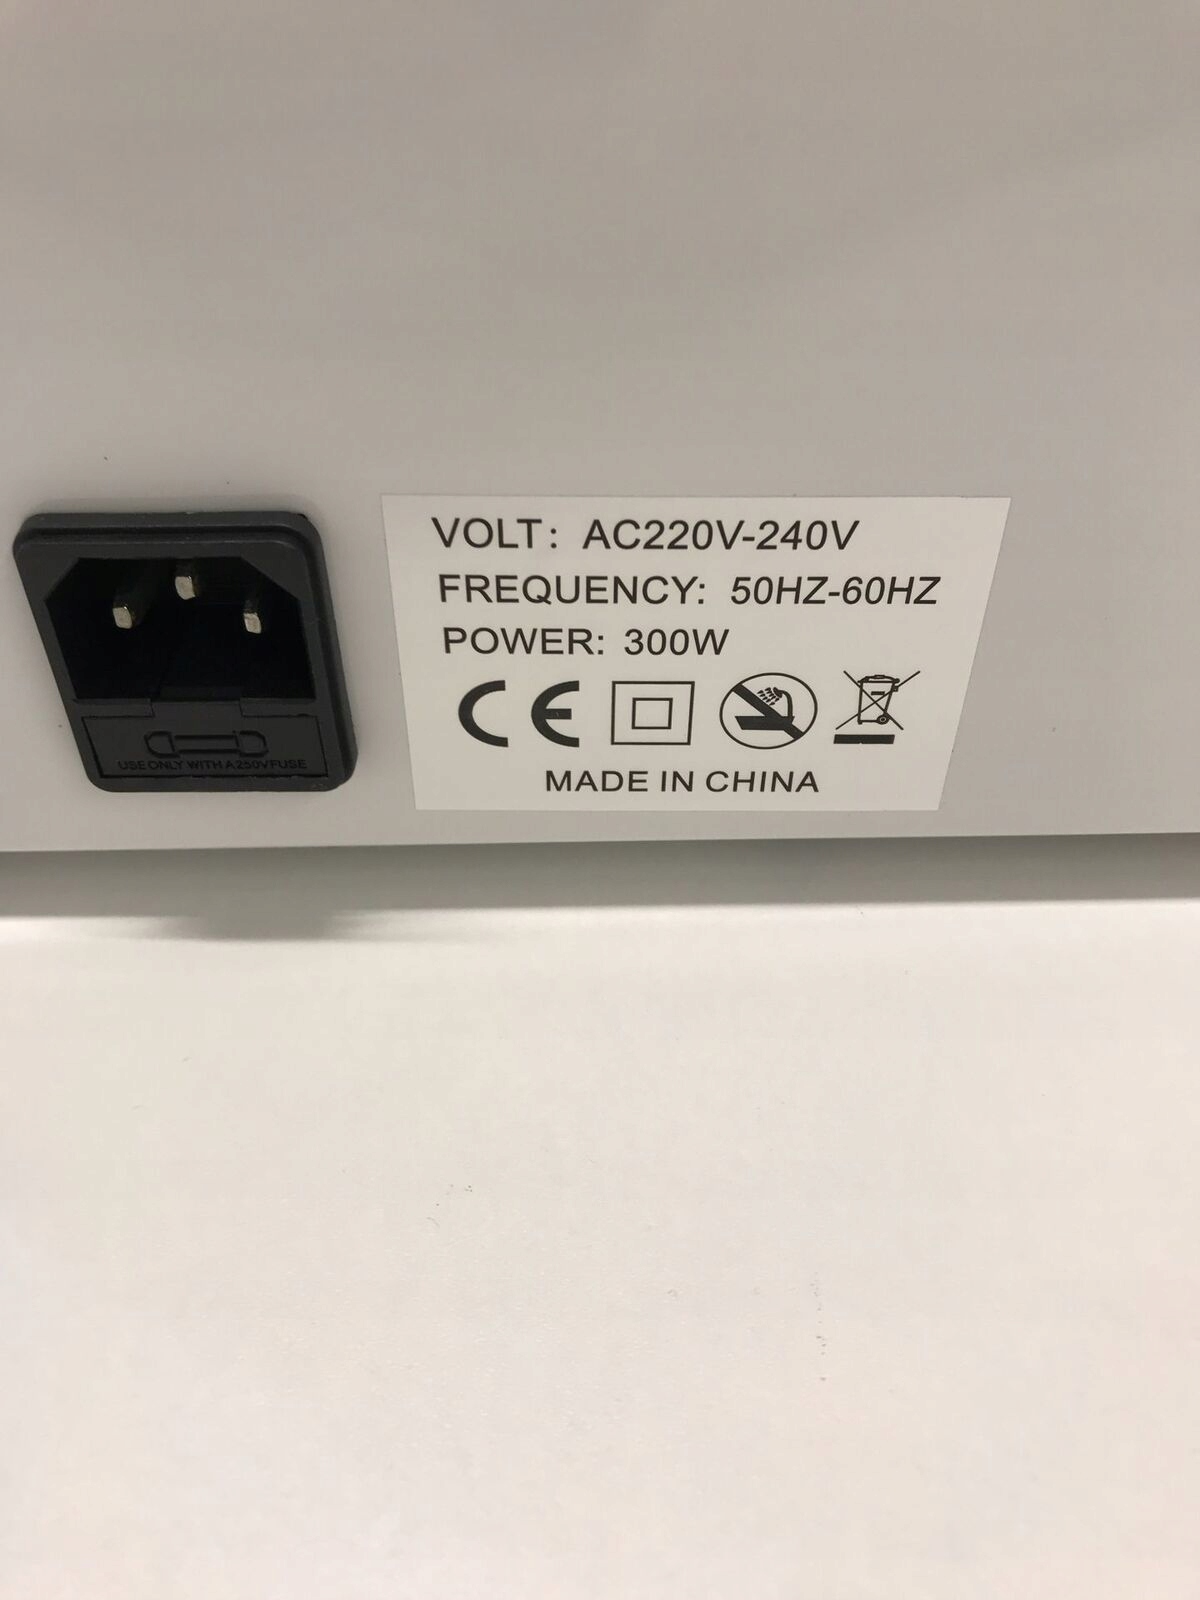 VOLT: AC220V-240V
FREQUENCY: 50HZ-60HZ
POWER: 300W
CE
MADE IN CHINA
USE ONLY WITH A 250V FUSE